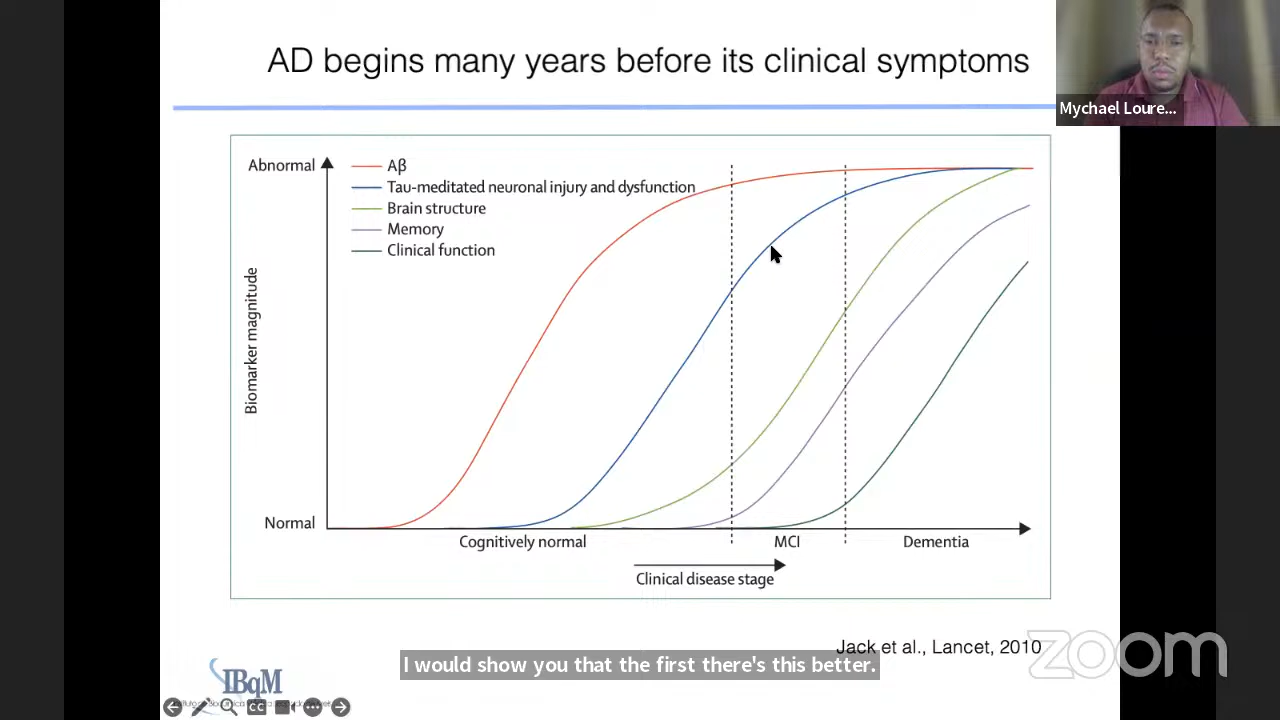 AD begins many years before its clinical symptoms
Mychael Loure...
Abnormal
Aβ
Tau-meditated neuronal injury and dysfunction
Brain structure
Memory
Clinical function
Biomarker magnitude
Normal
Cognitively normal
MCI
Dementia
Clinical disease stage
Jack et al., Lancet, 2010
zoom
I would show you that the first there's this better.
IBqM
CC